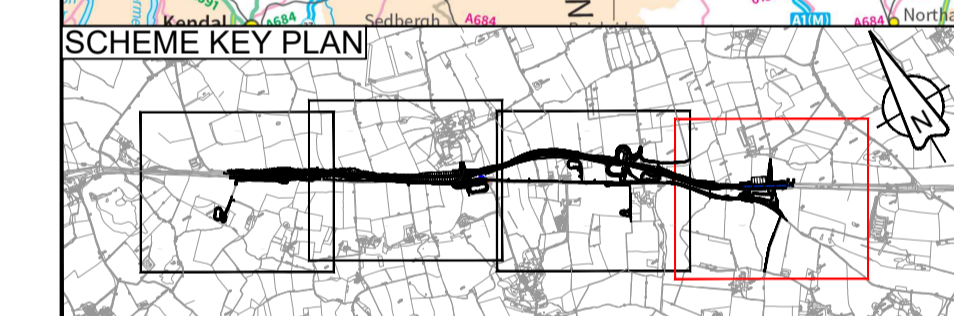 Kendal
A684
Sedbergh
A684
A1(M)
A684
Northa
SCHEME KEY PLAN
N